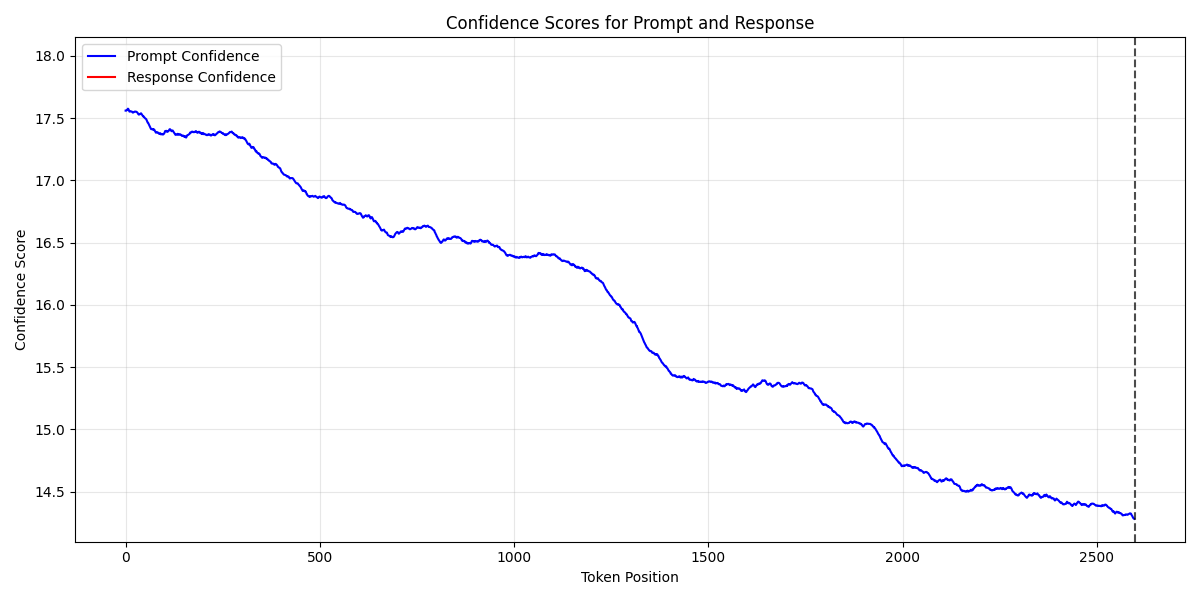 Confidence Scores for Prompt and Response
Prompt Confidence
Response Confidence
18.0
17.5
17.0
16.5
16.0
15.5
15.0
14.5
Confidence Score
0 500 1000 1500 2000 2500
Token Position